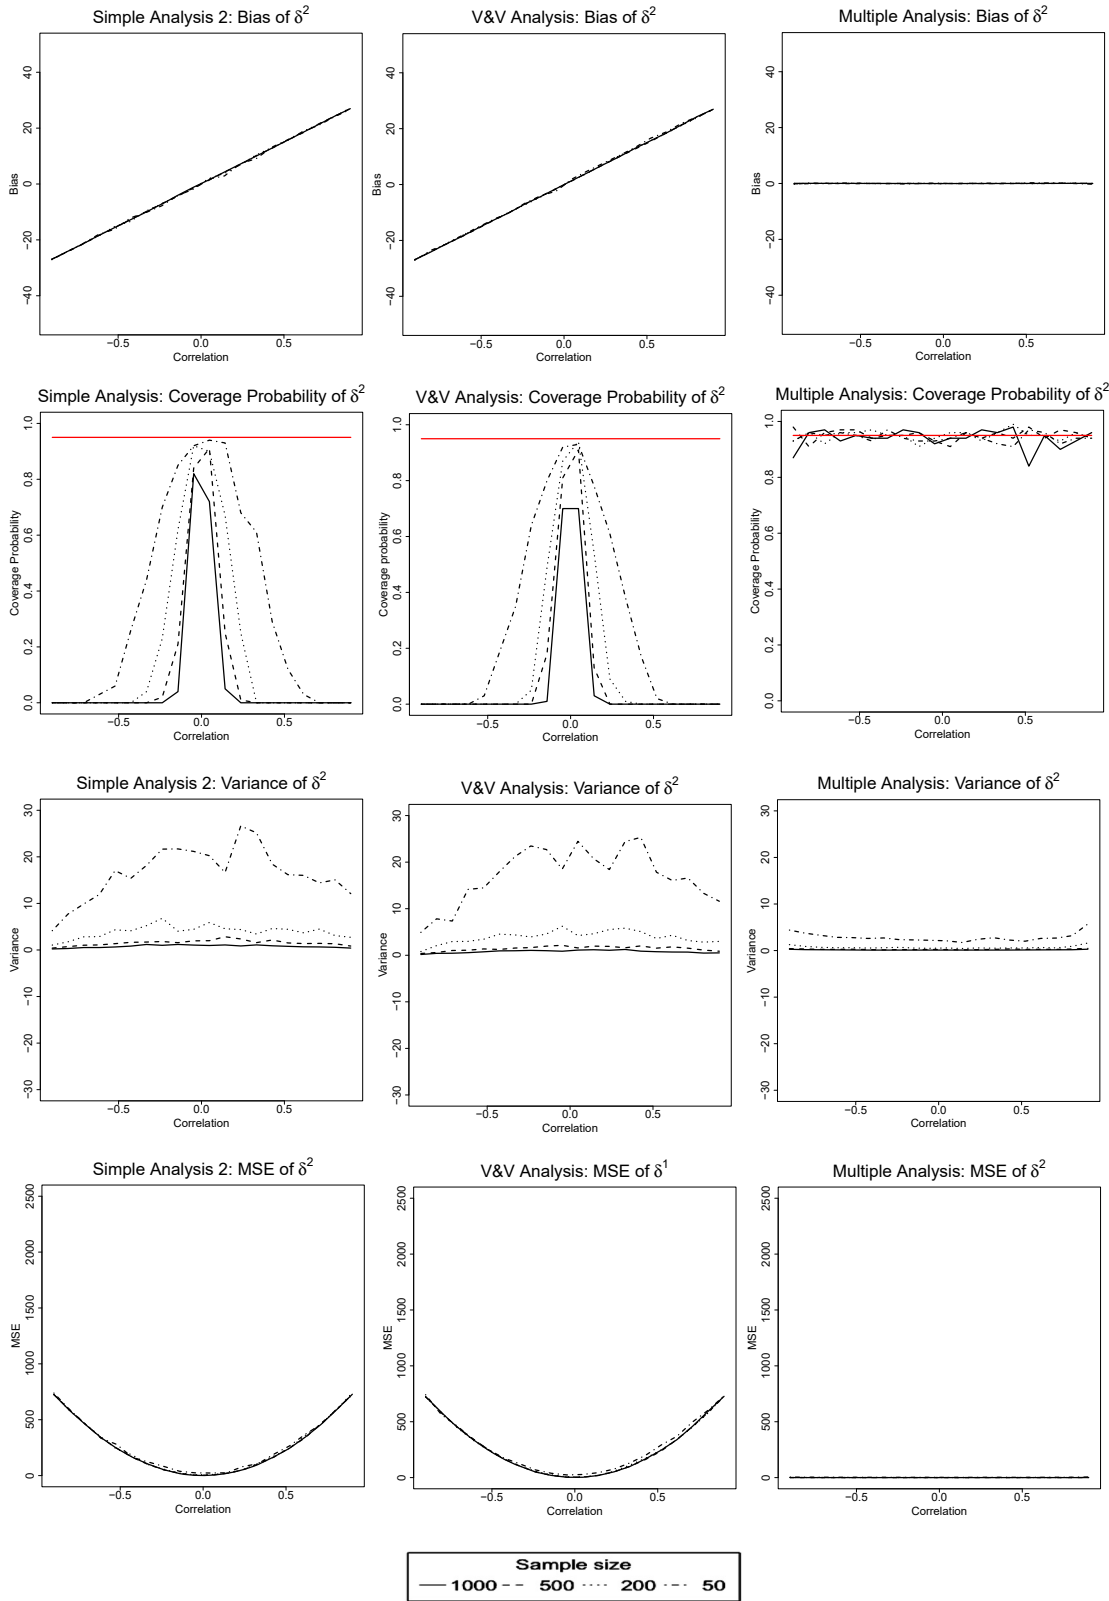 Simple Analysis 2: Bias of δ²
Bias
−40 −20 0 20 40
−0.5 0.0 0.5
Correlation
V&V Analysis: Bias of δ²
Bias
−40 −20 0 20 40
−0.5 0.0 0.5
Correlation
Multiple Analysis: Bias of δ²
Bias
−40 −20 0 20 40
−0.5 0.0 0.5
Correlation
Simple Analysis: Coverage Probability of δ²
Coverage Probability
0.0 0.2 0.4 0.6 0.8 1.0
−0.5 0.0 0.5
Correlation
V&V Analysis: Coverage Probability of δ²
Coverage probability
0.0 0.2 0.4 0.6 0.8 1.0
−0.5 0.0 0.5
Correlation
Multiple Analysis: Coverage Probability of δ²
Coverage Probability
0.0 0.2 0.4 0.6 0.8 1.0
−0.5 0.0 0.5
Correlation
Simple Analysis 2: Variance of δ²
Variance
−30 −20 −10 0 10 20 30
−0.5 0.0 0.5
Correlation
V&V Analysis: Variance of δ²
Variance
−30 −20 −10 0 10 20 30
−0.5 0.0 0.5
Correlation
Multiple Analysis: Variance of δ²
Variance
−30 −20 −10 0 10 20 30
−0.5 0.0 0.5
Correlation
Simple Analysis 2: MSE of δ²
MSE
0 500 1000 1500 2000 2500
−0.5 0.0 0.5
Correlation
V&V Analysis: MSE of δ¹
MSE
0 500 1000 1500 2000 2500
−0.5 0.0 0.5
Correlation
Multiple Analysis: MSE of δ²
MSE
0 500 1000 1500 2000 2500
−0.5 0.0 0.5
Correlation
Sample size
1000 500 200 50